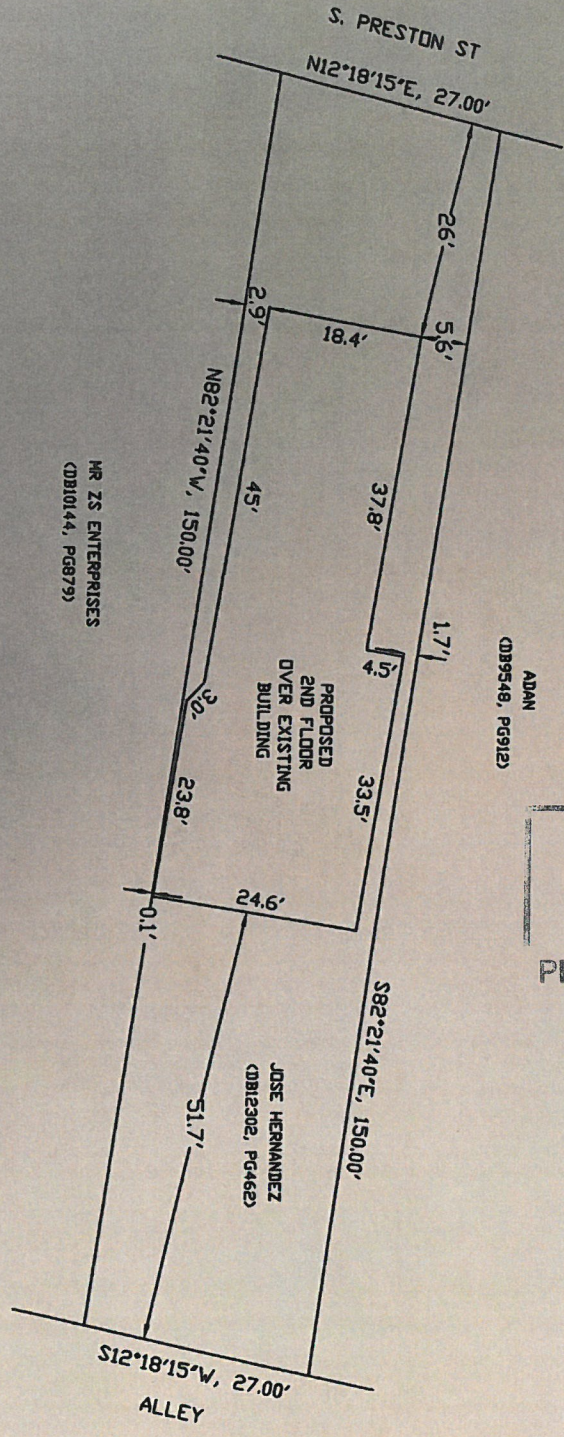 S. PRESTON ST
N12°18'15"E, 27.00'
26'
5.6'
2.9'
18.4'
N82°21'40"W, 150.00'
45'
37.8'
1.7'
4.5'
ADAN
(DB9548, PG912)
MR ZS ENTERPRISES
(DB10144, PG879)
PROPOSED
2ND FLOOR
OVER EXISTING
BUILDING
3.0'
33.5'
23.8'
24.6'
0.1'
S82°21'40"E, 150.00'
JOSE HERNANDEZ
(DB12302, PG462)
51.7'
S12°18'15"W, 27.00'
ALLEY